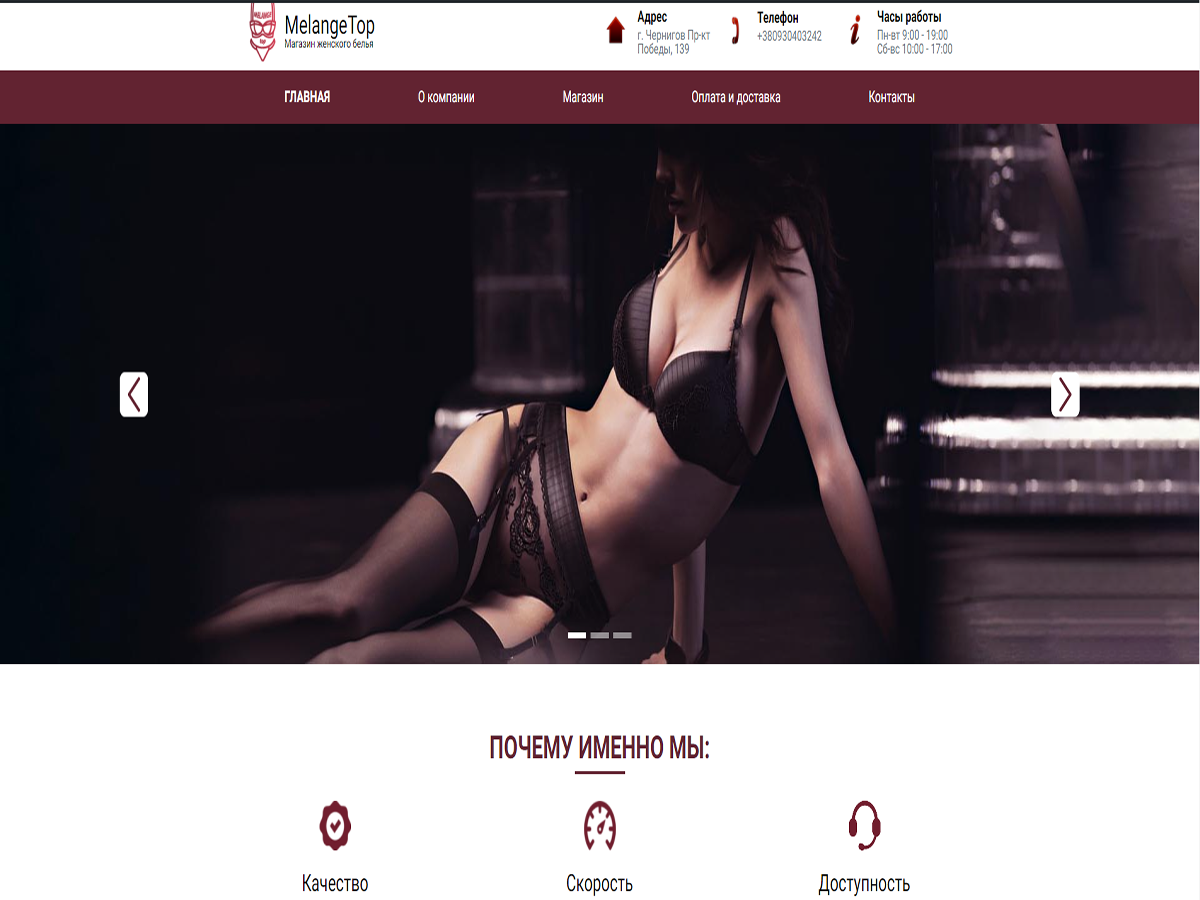 MELANGE
TOP
MelangeTop
Магазин женского белья
Адрес
г. Чернигов Пр-кт
Победы, 139
Телефон
+380930403242
Часы работы
Пн-вт 9:00 - 19:00
Сб-вс 10:00 - 17:00
ГЛАВНАЯ
О компании
Магазин
Оплата и доставка
Контакты
ПОЧЕМУ ИМЕННО МЫ:
Качество
Скорость
Доступность